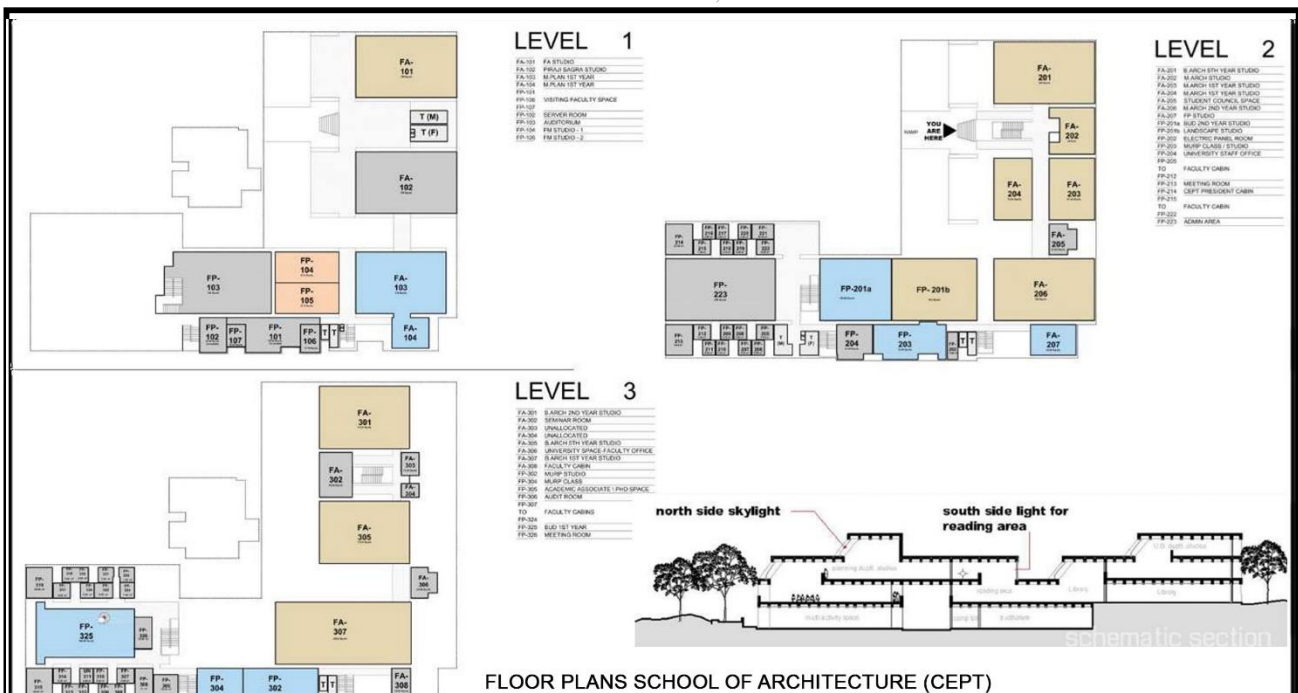 LEVEL 1
FA-101 FA STUDIO
FA-102 PIRAJI SAGRA STUDIO
FA-103 M.PLAN 1ST YEAR
FA-104 M.PLAN 1ST YEAR
FP-101
FP-106 VISITING FACULTY SPACE
FP-107
FP-102 SERVER ROOM
FP-103 AUDITORIUM
FP-104 FM STUDIO - 1
FP-105 FM STUDIO - 2
FA-
101
T (M)
T (F)
FA-
102
FP-
103
FP-
104
FP-
105
FA-
103
FA-
104
FP-
102
FP-
107
FP-
101
FP-
106
T T
LEVEL 2
FA-201 B.ARCH 5TH YEAR STUDIO
FA-202 M.ARCH STUDIO
FA-203 M.ARCH 1ST YEAR STUDIO
FA-204 M.ARCH 1ST YEAR STUDIO
FA-205 STUDENT COUNCIL SPACE
FA-206 M.ARCH 2ND YEAR STUDIO
FA-207 FP STUDIO
FP-201a BUD 2ND YEAR STUDIO
FP-201b LANDSCAPE STUDIO
FP-202 ELECTRIC PANEL ROOM
FP-203 MURP CLASS / STUDIO
FP-204 UNIVERSITY STAFF OFFICE
FP-205
TO FACULTY CABIN
FP-212
FP-213 MEETING ROOM
FP-214 CEPT PRESIDENT CABIN
FP-215
TO FACULTY CABIN
FP-222
FP-223 ADMIN AREA
FA-
201
RAMP
YOU
ARE
HERE
FA-
202
FA-
204
FA-
203
FA-
205
FP-
214
FP-
223
FP-201a
FP- 201b
FA-
206
FP-
213
T
(M)
T
(F)
FP-
204
FP-
203
FP-
202
T T
FA-
207
LEVEL 3
FA-301 B.ARCH 2ND YEAR STUDIO
FA-302 SEMINAR ROOM
FA-303 UNALLOCATED
FA-304 UNALLOCATED
FA-305 B.ARCH 5TH YEAR STUDIO
FA-306 UNIVERSITY SPACE-FACULTY OFFICE
FA-307 B.ARCH 1ST YEAR STUDIO
FA-308 FACULTY CABIN
FP-302 MURP STUDIO
FP-304 MURP CLASS
FP-305 ACADEMIC ASSOCIATE \ PHD SPACE
FP-306 AUDIT ROOM
FP-307
TO FACULTY CABINS
FP-324
FP-325 BUD 1ST YEAR
FP-326 MEETING ROOM
FA-
301
FA-
302
FA-
303
FA-
304
FA-
305
FA-
306
FA-
307
FP-
325
FP-
304
FP-
302
T T
FA-
308
north side skylight
south side light for
reading area
reading area
Library
Library
schematic section
FLOOR PLANS SCHOOL OF ARCHITECTURE (CEPT)